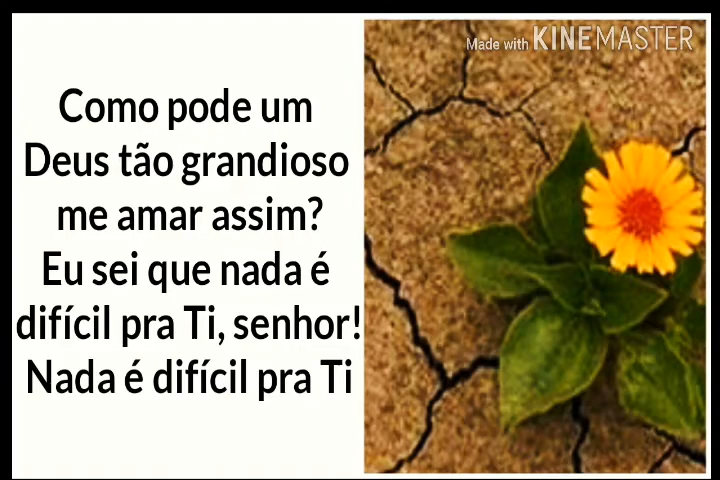 Como pode um
Deus tão grandioso
me amar assim?
Eu sei que nada é
difícil pra Ti, senhor!
Nada é difícil pra Ti
Made with KINEMASTER